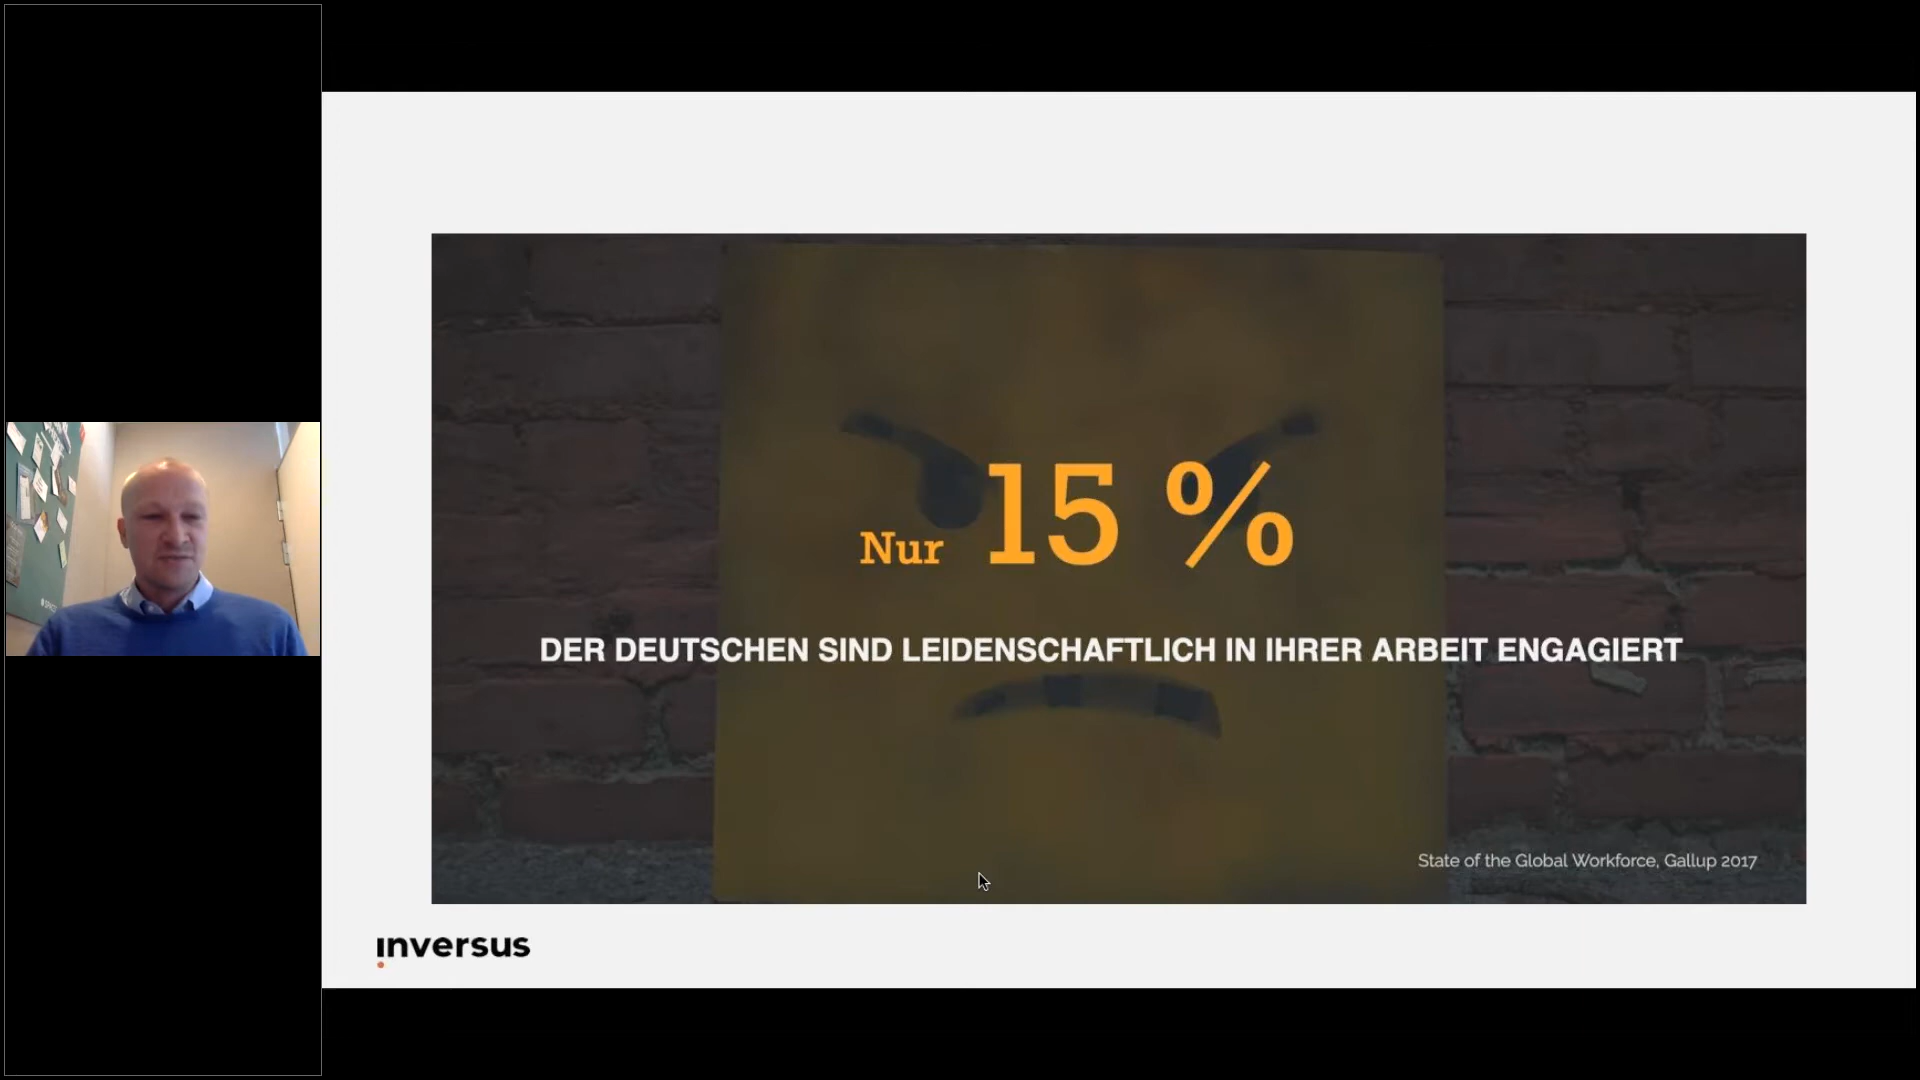 Nur 15 %
DER DEUTSCHEN SIND LEIDENSCHAFTLICH IN IHRER ARBEIT ENGAGIERT
State of the Global Workforce, Gallup 2017
inversus